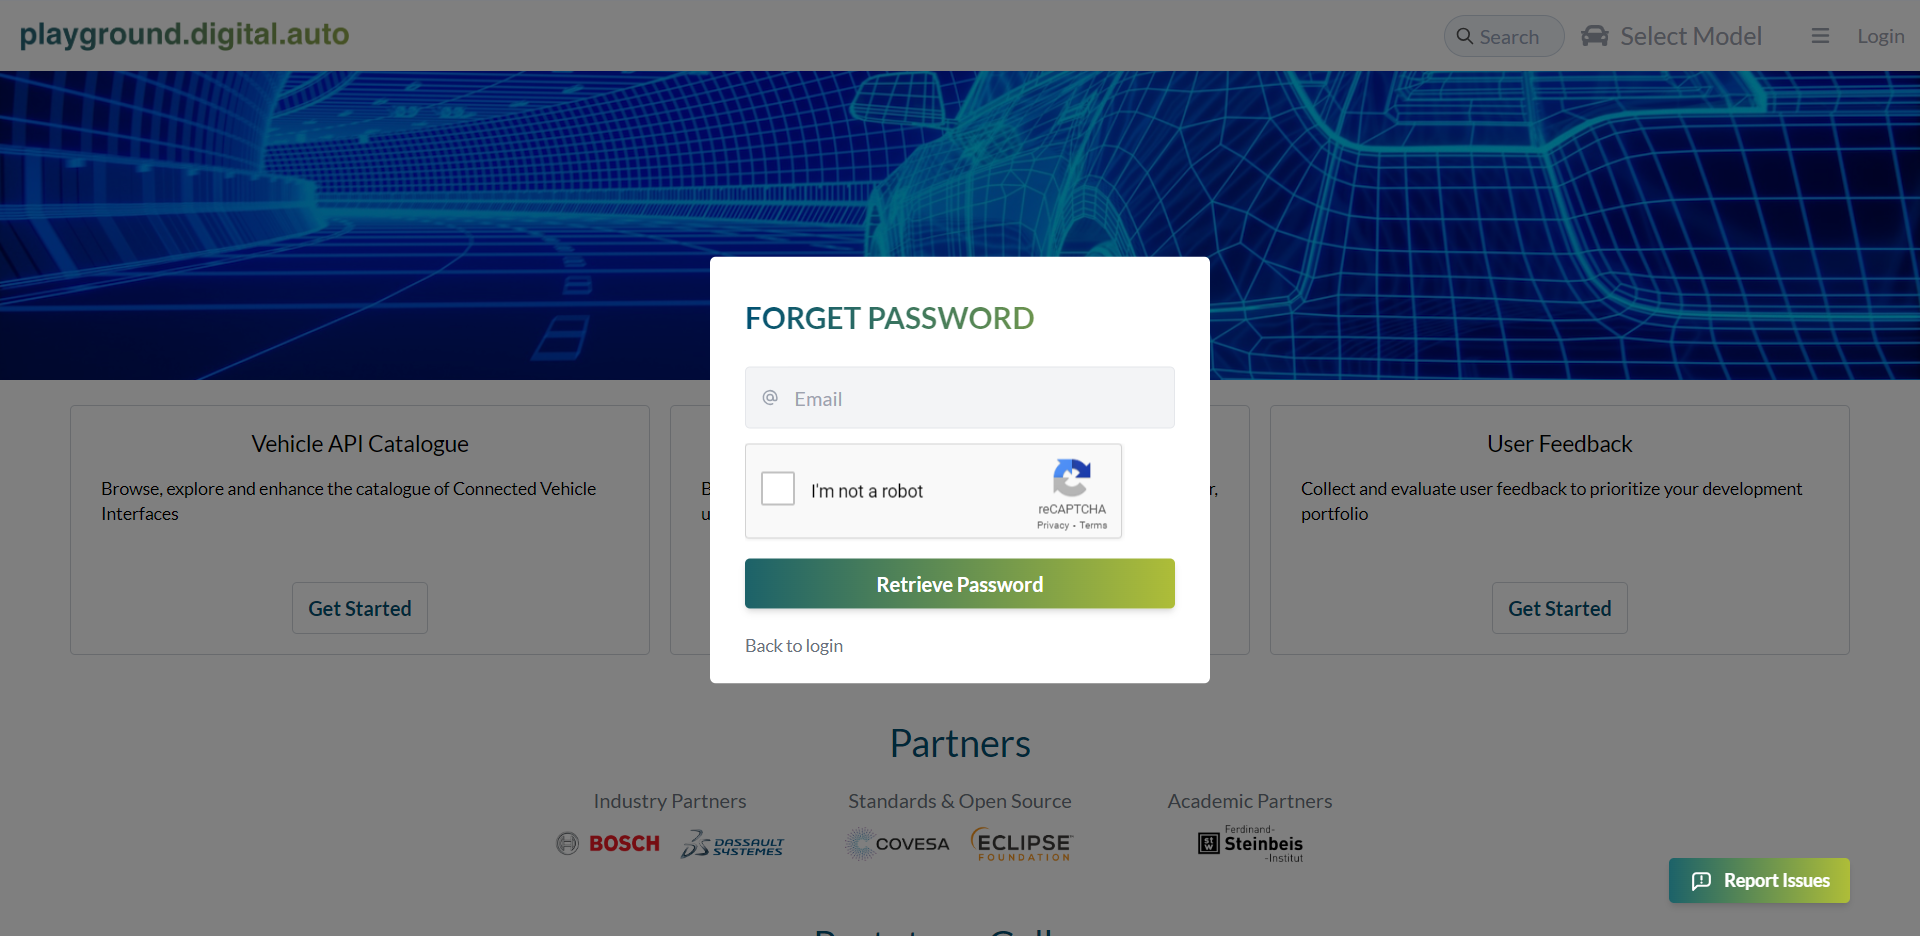 playground.digital.auto
Search
Select Model
Login
FORGET PASSWORD
@ Email
I'm not a robot
reCAPTCHA
Privacy - Terms
Retrieve Password
Back to login
Vehicle API Catalogue
Browse, explore and enhance the catalogue of Connected Vehicle
Interfaces
Get Started
User Feedback
Collect and evaluate user feedback to prioritize your development
portfolio
Get Started
Partners
Industry Partners
BOSCH
DASSAULT
SYSTEMES
Standards & Open Source
COVESA
ECLIPSE
FOUNDATION
Academic Partners
Ferdinand-
Steinbeis
-Institut
Report Issues